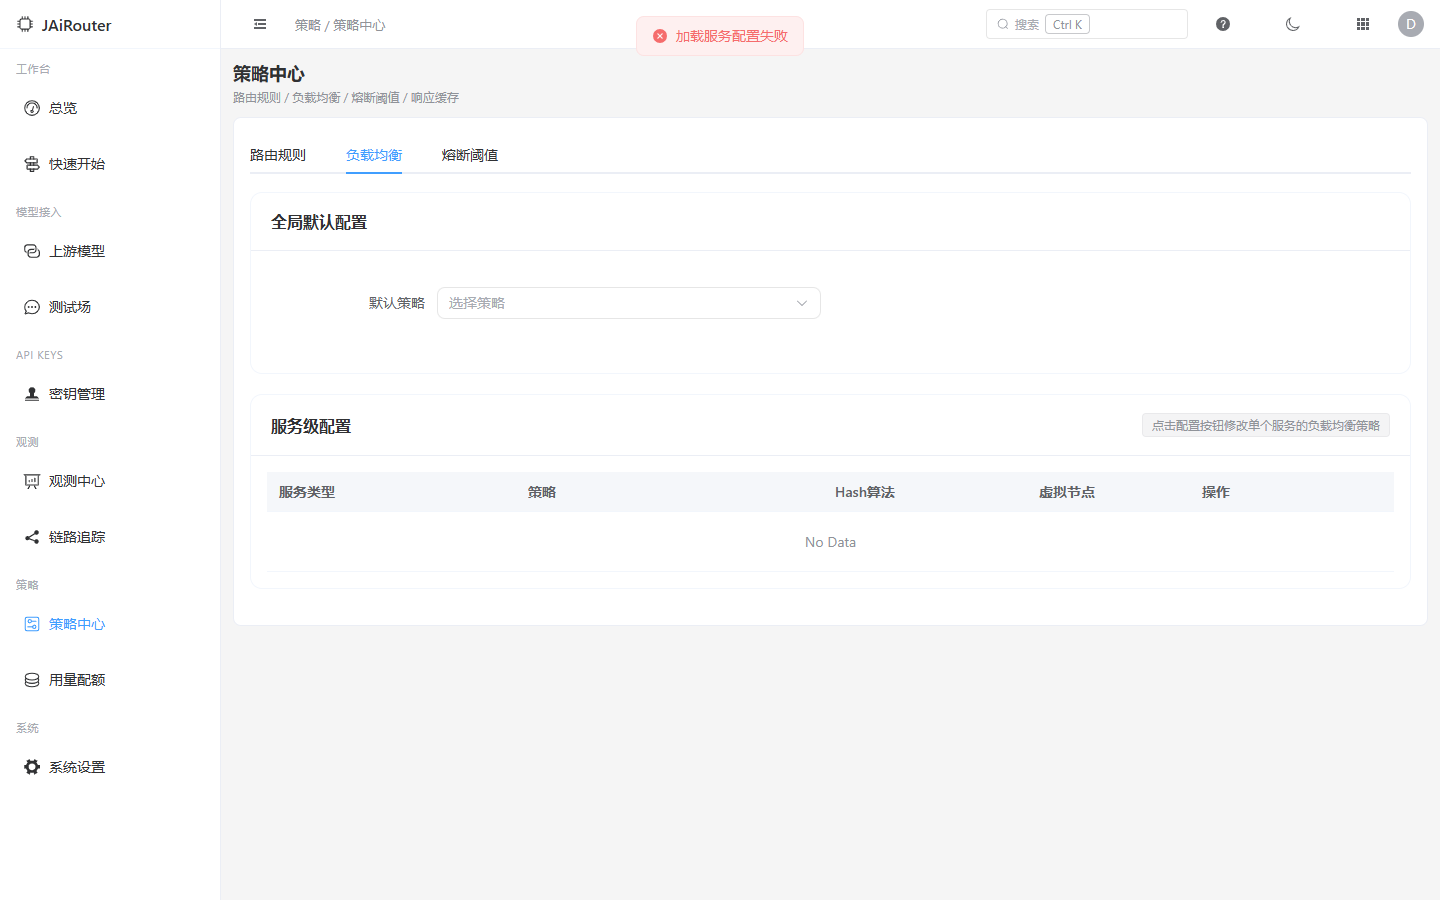 JAiRouter
策略 / 策略中心
加载服务配置失败
搜索 Ctrl K
D
工作台
总览
快速开始
模型接入
上游模型
测试场
API KEYS
密钥管理
观测
观测中心
链路追踪
策略
策略中心
用量配额
系统
系统设置
策略中心
路由规则 / 负载均衡 / 熔断阈值 / 响应缓存
路由规则 负载均衡 熔断阈值
全局默认配置
默认策略 选择策略
服务级配置 点击配置按钮修改单个服务的负载均衡策略
服务类型 策略 Hash算法 虚拟节点 操作
No Data